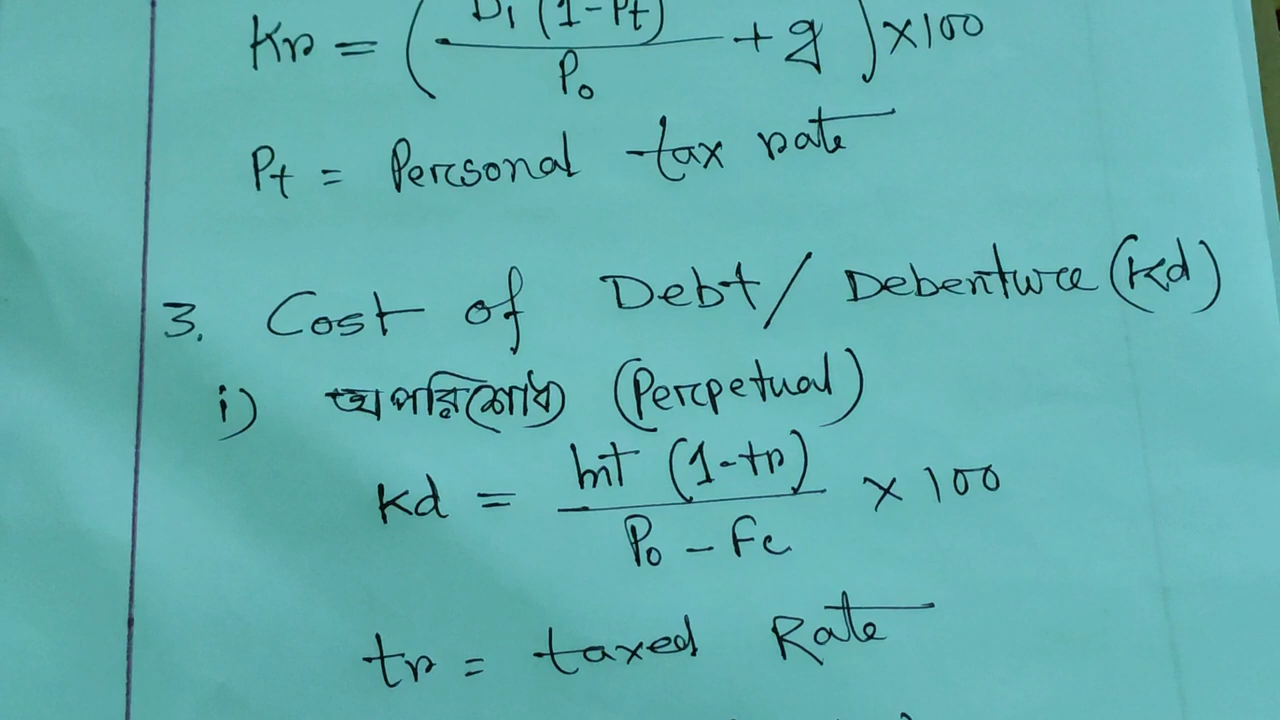 Kr = ( D1 (1-Pt) / P0 + g ) ×100
Pt = Personal tax rate
3. Cost of Debt / Debenture (Kd)
i) অপরিশোধ্য (Perpetual)
Kd = Int (1-tr) / P0 - Fc × 100
tr = taxed Rate